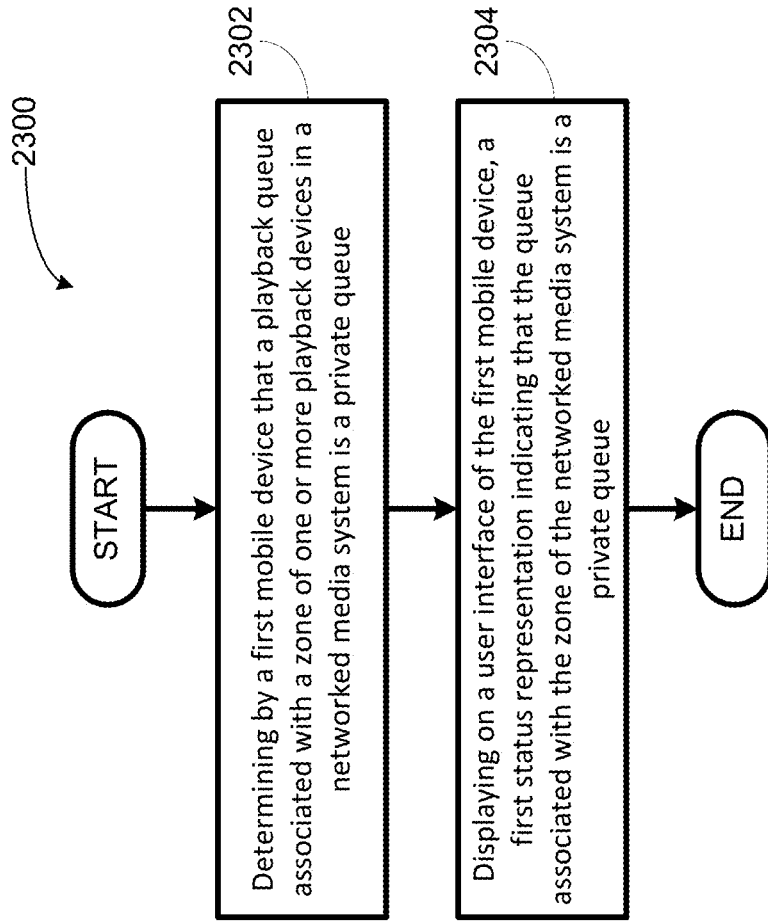 2300
START
Determining by a first mobile device that a playback queue
associated with a zone of one or more playback devices in a
networked media system is a private queue
2302
Displaying on a user interface of the first mobile device, a
first status representation indicating that the queue
associated with the zone of the networked media system is a
private queue
2304
END